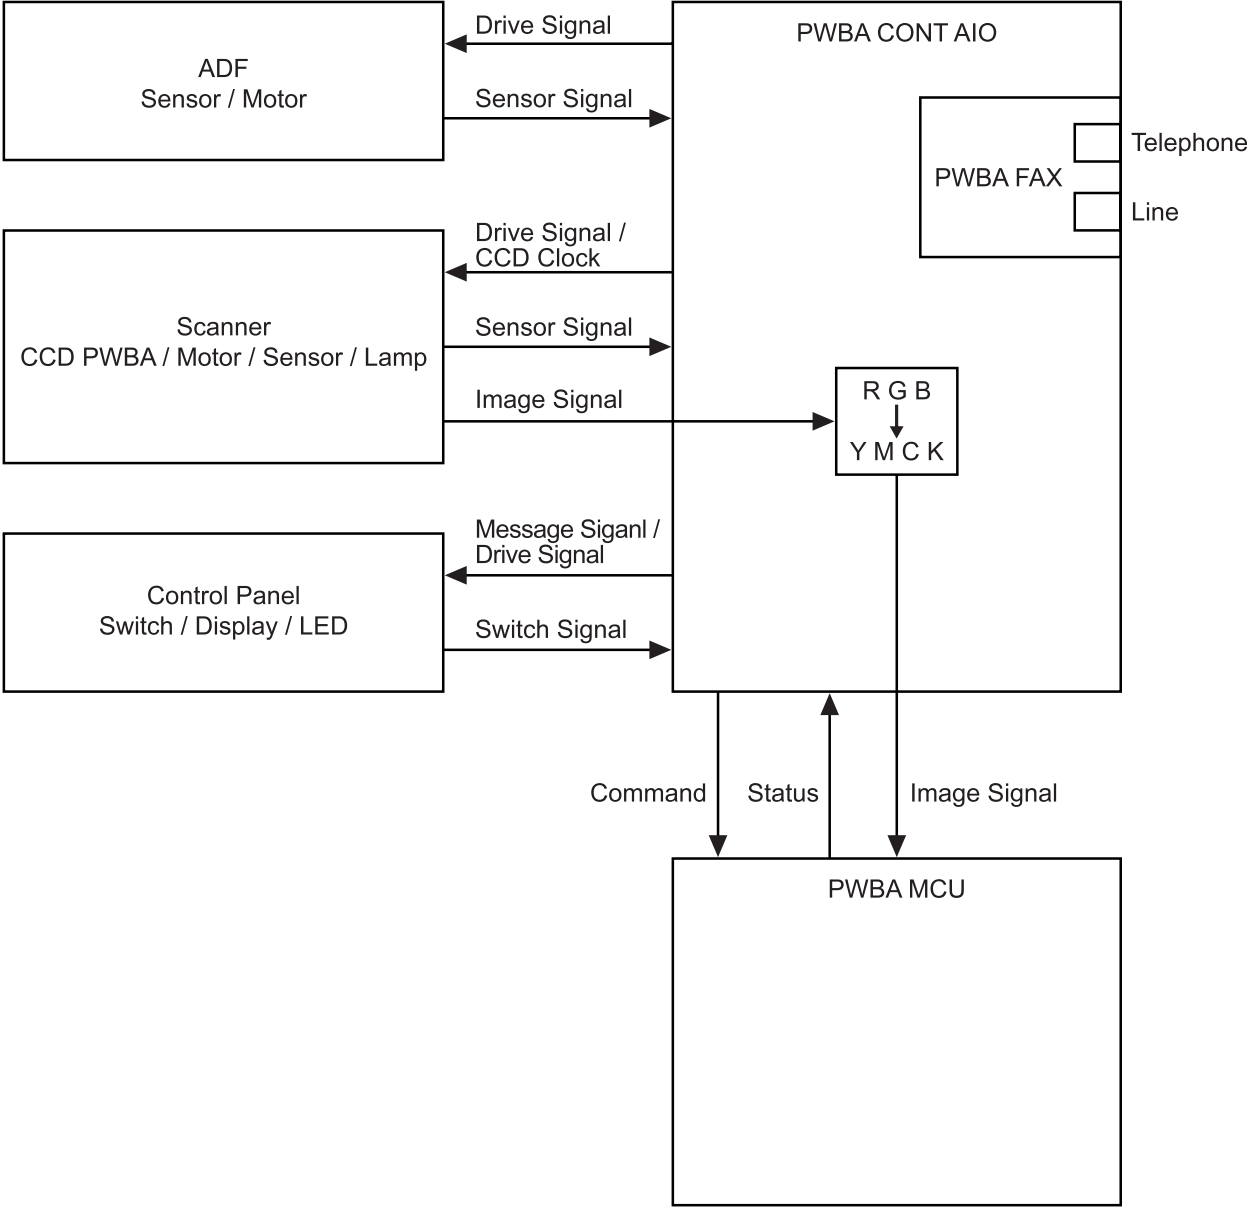 Drive Signal
PWBA CONT AIO
ADF
Sensor / Motor
Sensor Signal
Telephone
PWBA FAX
Line
Drive Signal /
CCD Clock
Scanner
CCD PWBA / Motor / Sensor / Lamp
Sensor Signal
Image Signal
R G B
Y M C K
Message Siganl /
Drive Signal
Control Panel
Switch / Display / LED
Switch Signal
Command
Status
Image Signal
PWBA MCU